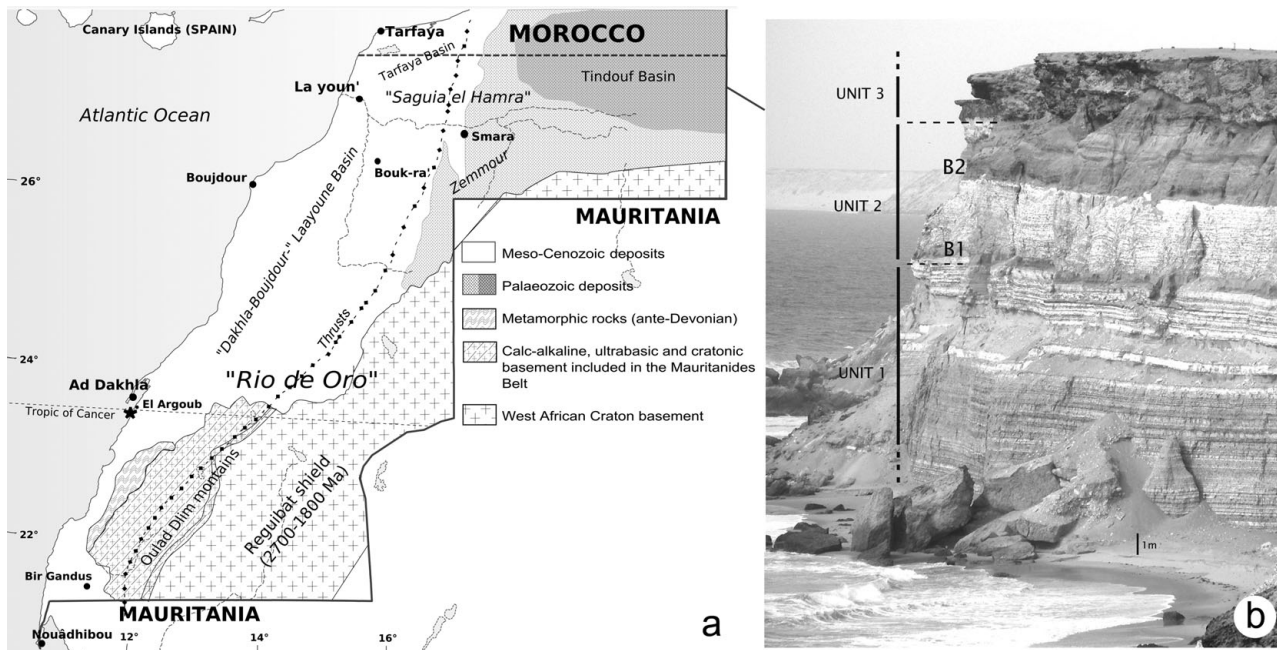 Canary Islands (SPAIN)
Tarfaya
MOROCCO
Tarfaya Basin
Tindouf Basin
La youn'
"Saguia el Hamra"
Atlantic Ocean
Smara
Bouk-ra'
Zemmour
Boujdour
26°
"Dakhla-Boujdour-" Laayoune Basin
MAURITANIA
Meso-Cenozoic deposits
Palaeozoic deposits
Metamorphic rocks (ante-Devonian)
Calc-alkaline, ultrabasic and cratonic
basement included in the Mauritanides
Belt
West African Craton basement
Thrusts
24°
"Rio de Oro"
Ad Dakhla
El Argoub
Tropic of Cancer
Oulad Dlim montains
Reguibat shield
(2700-1800 Ma)
22°
Bir Gandus
MAURITANIA
Nouâdhibou
12°
14°
16°
a
UNIT 3
B2
UNIT 2
B1
UNIT 1
1m
b